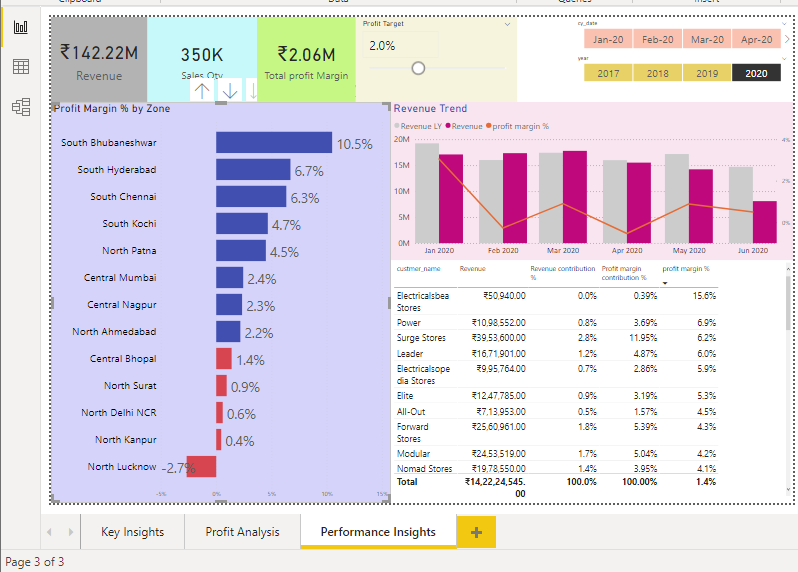 ₹142.22M
Revenue
350K
Sales Qty
₹2.06M
Total profit Margin
Profit Target
2.0%
cy_date
Jan-20
Feb-20
Mar-20
Apr-20
year
2017
2018
2019
2020
Profit Margin % by Zone
South Bhubaneshwar 10.5%
South Hyderabad 6.7%
South Chennai 6.3%
South Kochi 4.7%
North Patna 4.5%
Central Mumbai 2.4%
Central Nagpur 2.3%
North Ahmedabad 2.2%
Central Bhopal 1.4%
North Surat 0.9%
North Delhi NCR 0.6%
North Kanpur 0.4%
North Lucknow -2.7%
-5% 0% 5% 10% 15%
Revenue Trend
Revenue LY Revenue profit margin %
20M
15M
10M
5M
0M
4%
2%
0%
Jan 2020 Feb 2020 Mar 2020 Apr 2020 May 2020 Jun 2020
custmer_name Revenue Revenue contribution % Profit margin contribution % profit margin %
Electricalsbea Stores ₹50,940.00 0.0% 0.39% 15.6%
Power ₹10,98,552.00 0.8% 3.69% 6.9%
Surge Stores ₹39,53,600.00 2.8% 11.95% 6.2%
Leader ₹16,71,901.00 1.2% 4.87% 6.0%
Electricalsope dia Stores ₹9,95,764.00 0.7% 2.86% 5.9%
Elite ₹12,47,785.00 0.9% 3.19% 5.3%
All-Out ₹7,13,953.00 0.5% 1.57% 4.5%
Forward Stores ₹25,60,961.00 1.8% 5.39% 4.3%
Modular ₹24,53,519.00 1.7% 5.04% 4.2%
Nomad Stores ₹19,78,550.00 1.4% 3.95% 4.1%
Total ₹14,22,24,545.00 100.0% 100.00% 1.4%
Key Insights
Profit Analysis
Performance Insights
Page 3 of 3